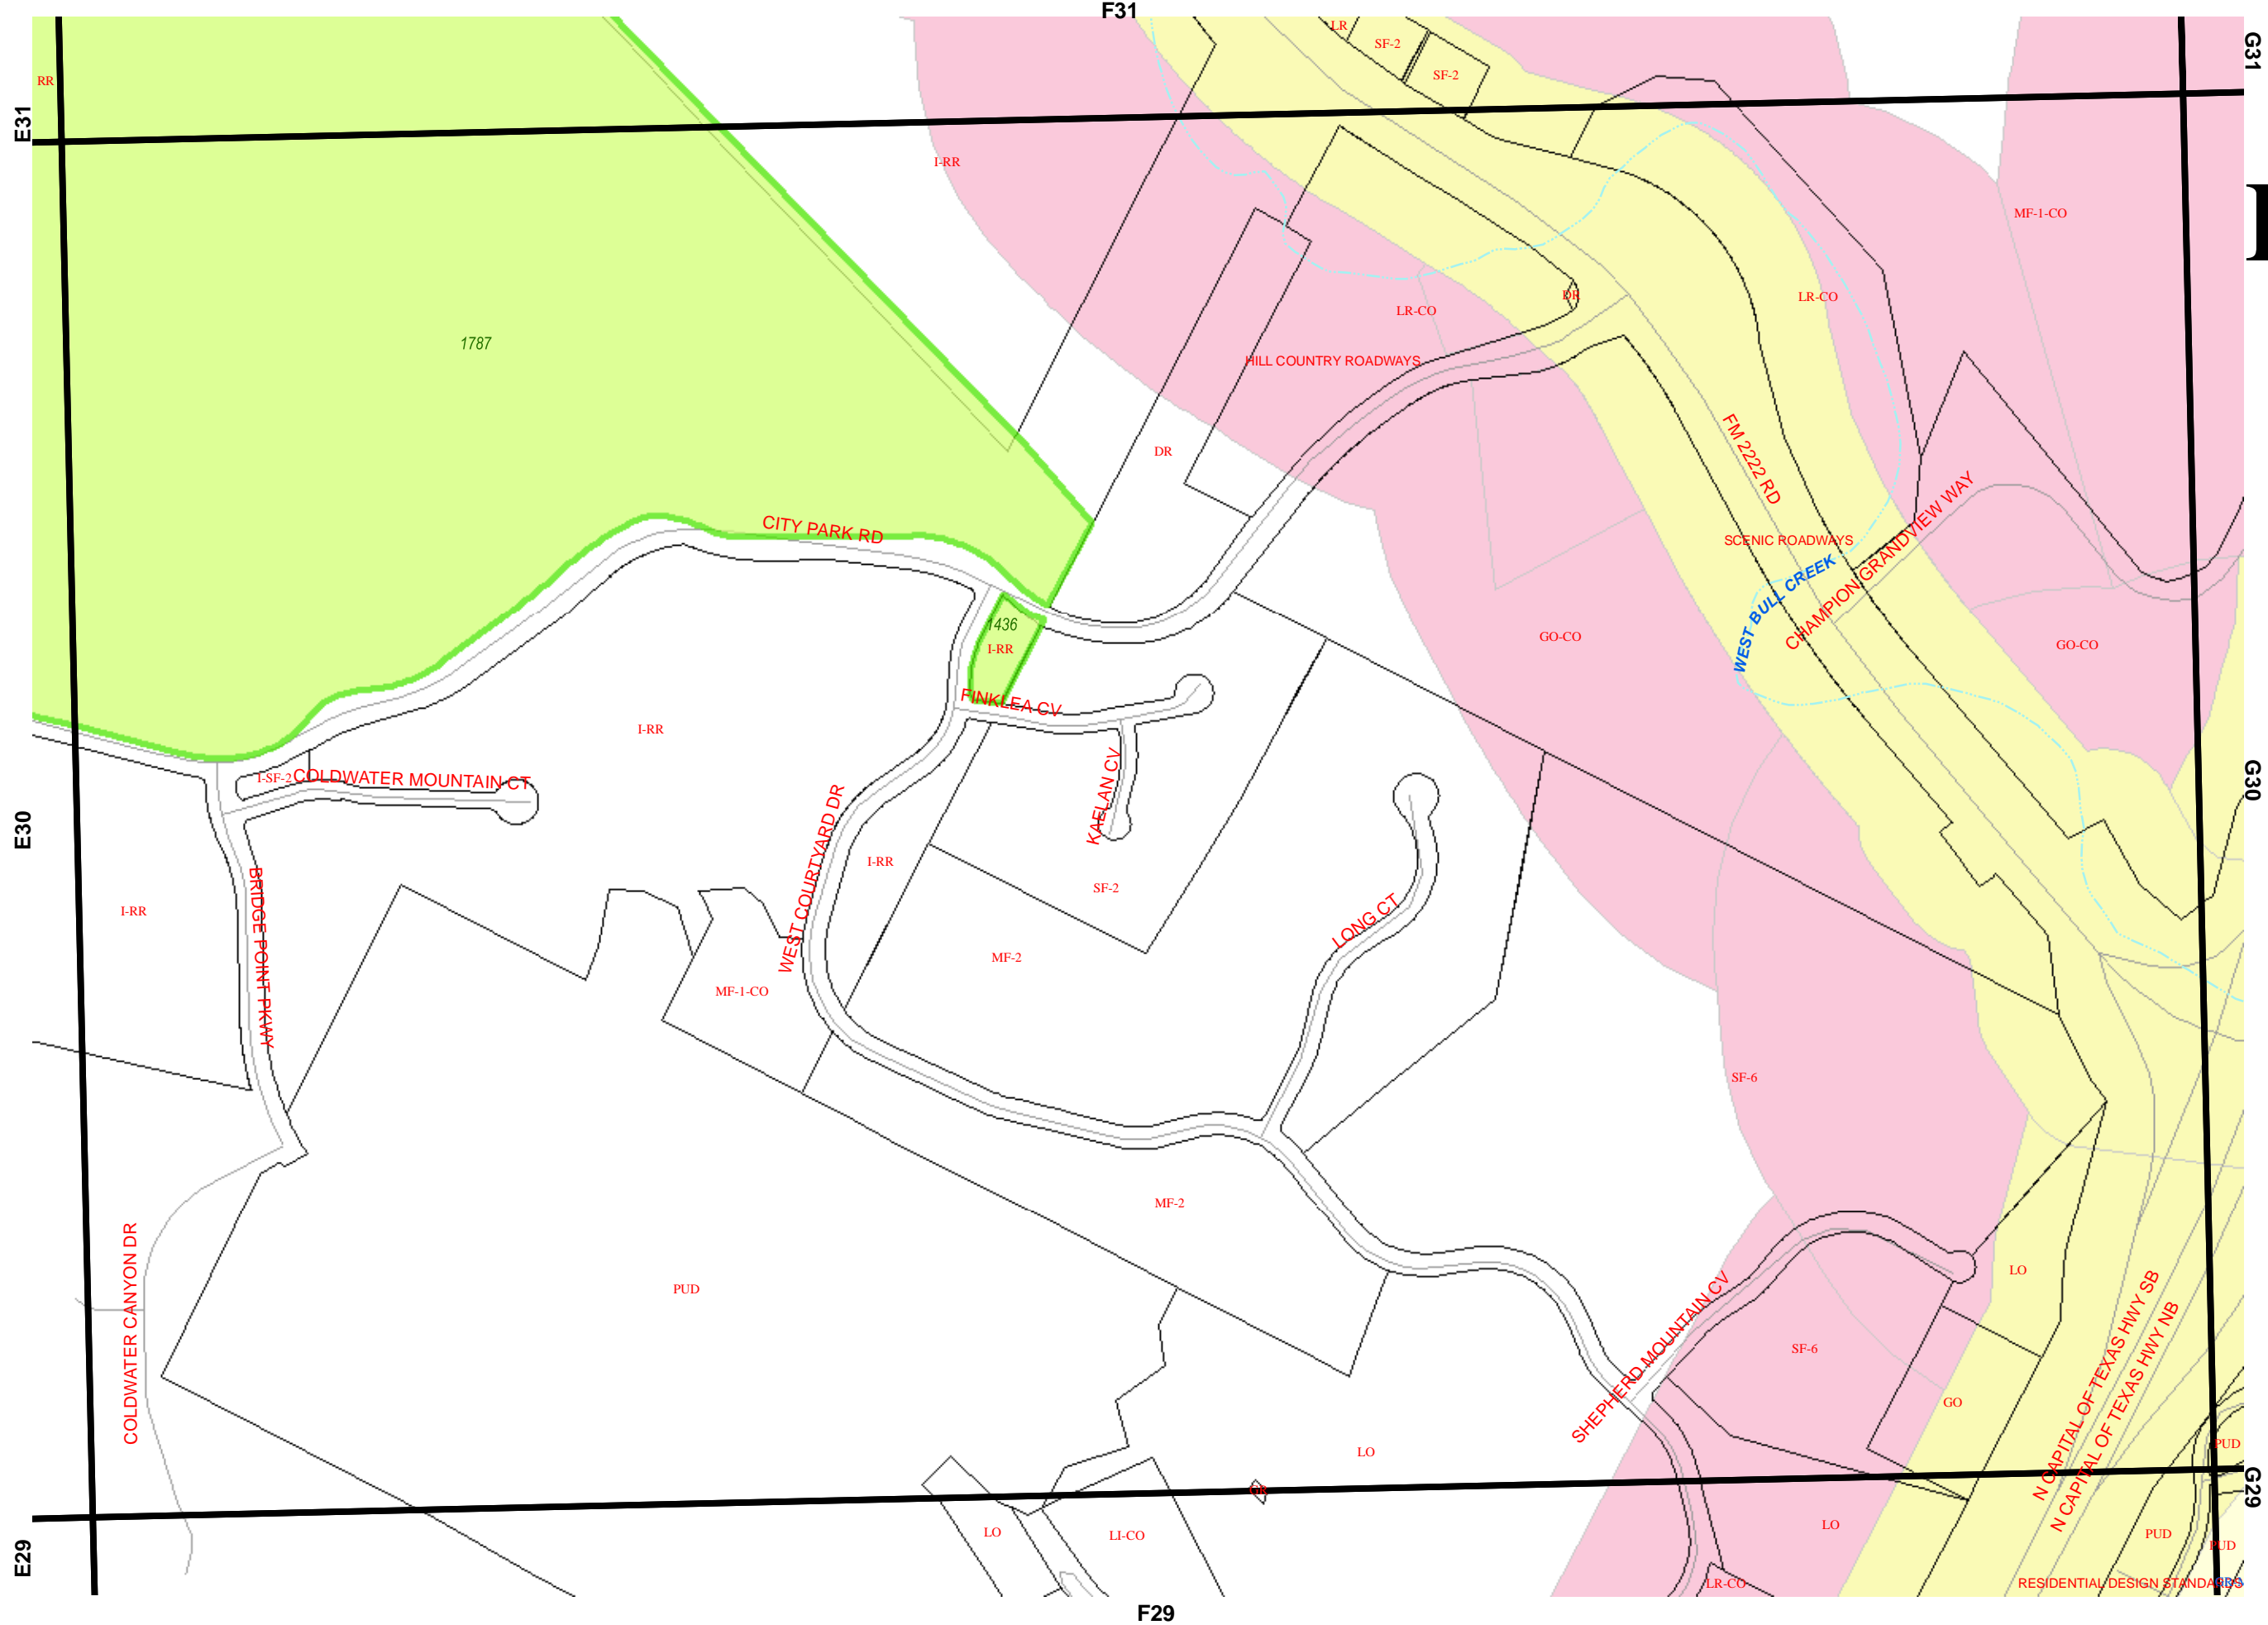 F31
LR
SF-2
G31
RR
SF-2
E31
I-RR
MF-1-CO
LR-CO
DR
LR-CO
1787
HILL COUNTRY ROADWAYS
DR
FM 2222 RD
CITY PARK RD
SCENIC ROADWAYS
CHAMPION GRANDVIEW WAY
WEST BULL CREEK
1436
I-RR
GO-CO
GO-CO
FINKLEA CV
I-RR
I-SF-2
COLDWATER MOUNTAIN CT
KAELAN CV
G30
E30
WEST COURTYARD DR
I-RR
SF-2
I-RR
BRIDGE POINT PKWY
LONG CT
MF-2
MF-1-CO
SF-6
MF-2
PUD
LO
COLDWATER CANYON DR
SHEPHERD MOUNTAIN CV
N CAPITAL OF TEXAS HWY SB
N CAPITAL OF TEXAS HWY NB
SF-6
GO
LO
PUD
G29
LO
LI-CO
LO
PUD
PUD
E29
LR-CO
RESIDENTIAL DESIGN STANDARDS
F29